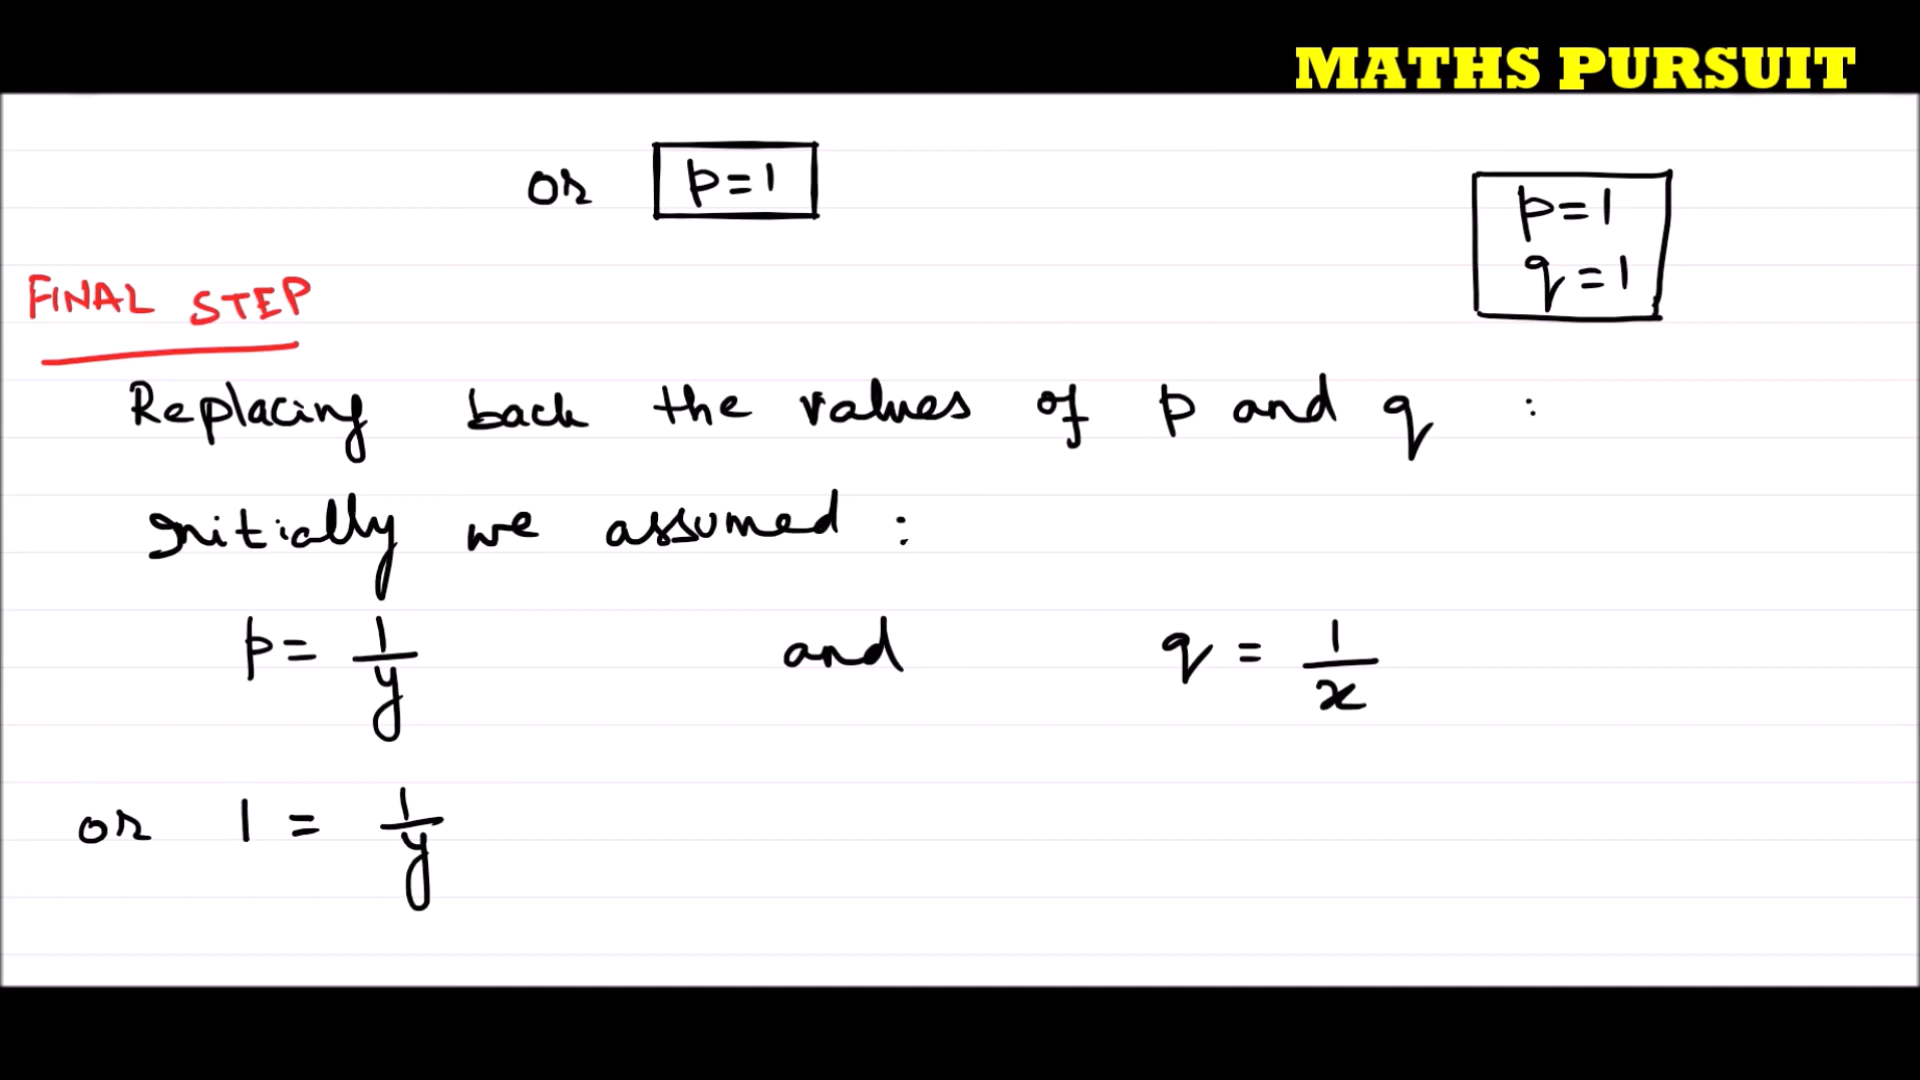 MATHS PURSUIT
or p=1
p=1
q=1
FINAL STEP
Replacing back the values of p and q :
Initially we assumed :
p = 1/y and q = 1/x
or 1 = 1/y